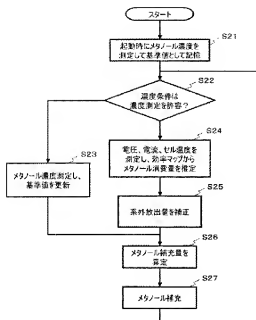 スタート
S21
起動時にメタノール濃度を
測定して基準値として記憶
S22
温度条件は
濃度測定を許容?
S24
電圧、電流、セル温度を
測定し、効率マップから
メタノール消費量を推定
S23
メタノール濃度測定し、
基準値を更新
S25
系外放出量を補正
S26
メタノール補充量を
算定
S27
メタノール補充